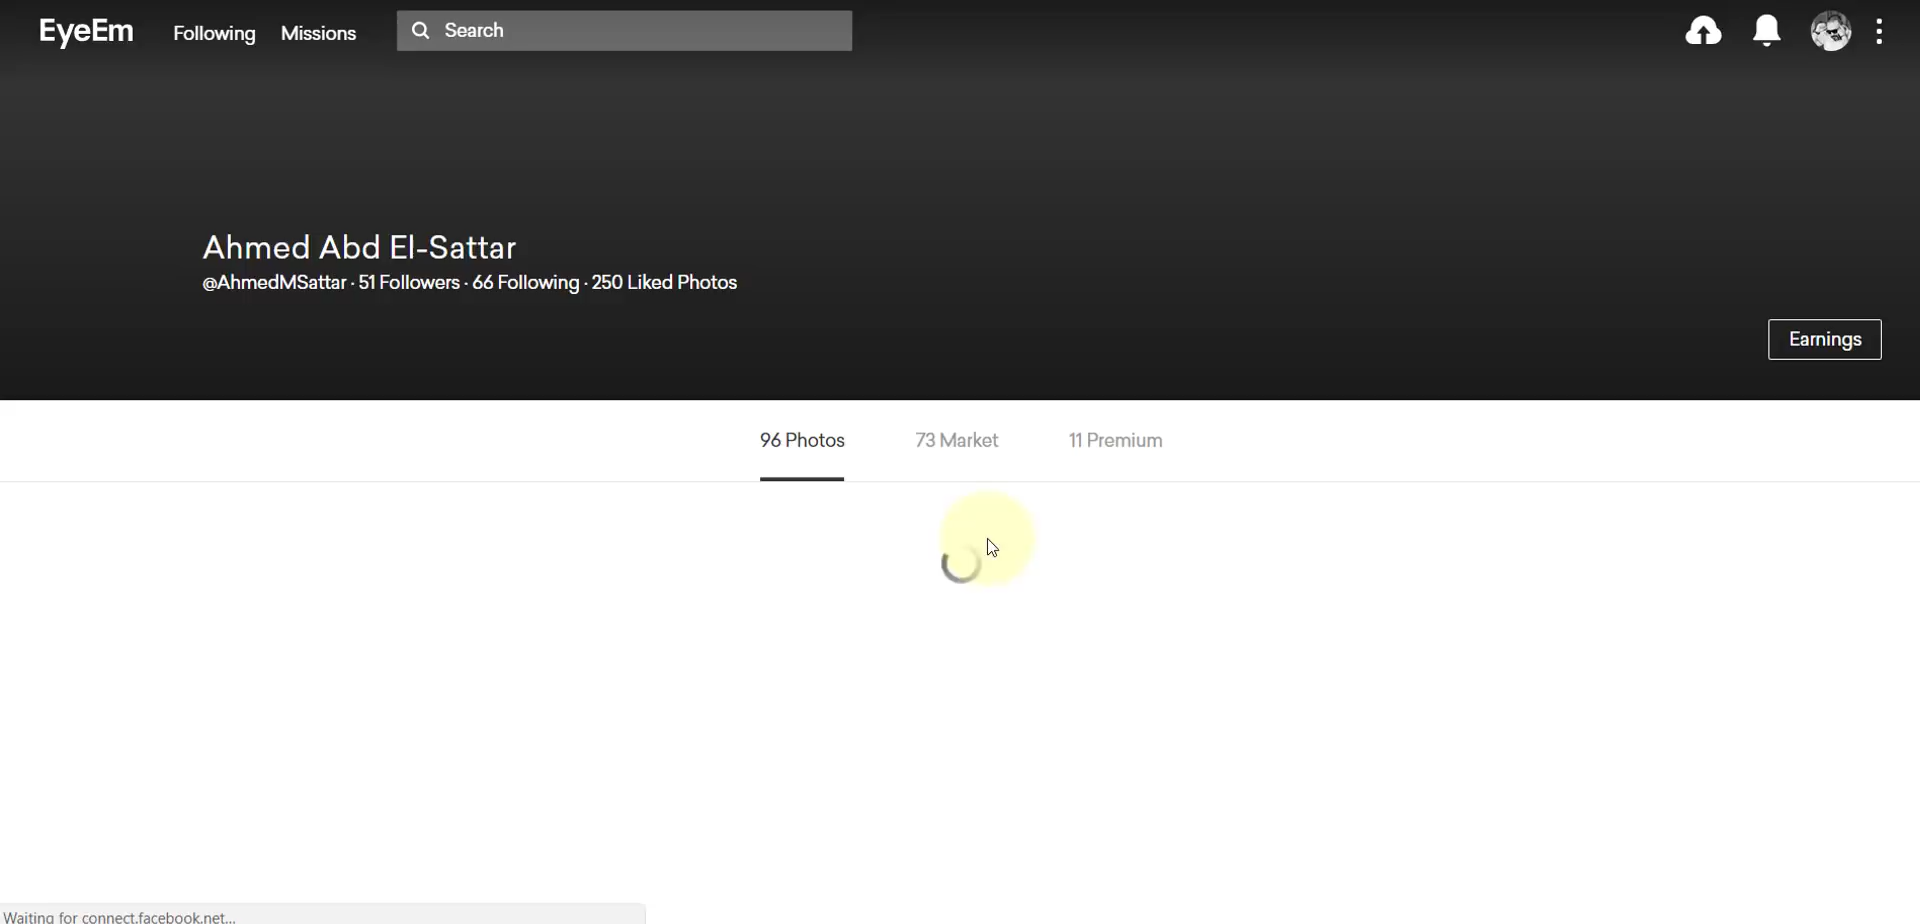 EyeEm Following Missions Search
Ahmed Abd El-Sattar
@AhmedMSattar · 51 Followers · 66 Following · 250 Liked Photos
Earnings
96 Photos 73 Market 11 Premium
Waiting for connect.facebook.net...